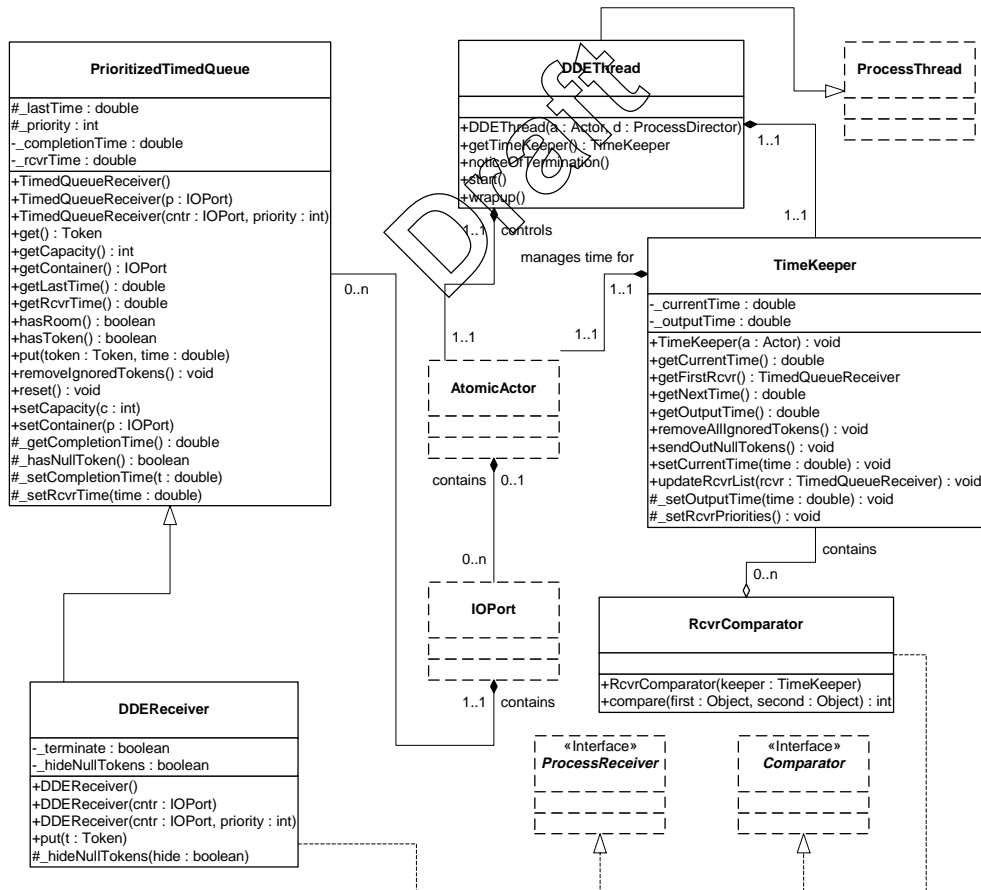 PrioritizedTimedQueue
#_lastTime : double
#_priority : int
-_completionTime : double
-_rcvrTime : double
+TimedQueueReceiver()
+TimedQueueReceiver(p : IOPort)
+TimedQueueReceiver(cntr : IOPort, priority : int)
+get() : Token
+getCapacity() : int
+getContainer() : IOPort
+getLastTime() : double
+getRcvrTime() : double
+hasRoom() : boolean
+hasToken() : boolean
+put(token : Token, time : double)
+removeIgnoredTokens() : void
+reset() : void
+setCapacity(c : int)
+setContainer(p : IOPort)
#_getCompletionTime() : double
#_hasNullToken() : boolean
#_setCompletionTime(t : double)
#_setRcvrTime(time : double)
DDEThread
+DDEThread(a : Actor, d : ProcessDirector)
+getTimeKeeper() : TimeKeeper
+noticeOfTermination()
+start()
+wrapup()
ProcessThread
Draft
1..1
1..1
1..1
controls
manages time for
0..n
1..1
1..1
1..1
TimeKeeper
-_currentTime : double
-_outputTime : double
+TimeKeeper(a : Actor) : void
+getCurrentTime() : double
+getFirstRcvr() : TimedQueueReceiver
+getNextTime() : double
+getOutputTime() : double
+removeAllIgnoredTokens() : void
+sendOutNullTokens() : void
+setCurrentTime(time : double) : void
+updateRcvrList(rcvr : TimedQueueReceiver) : void
#_setOutputTime(time : double) : void
#_setRcvrPriorities() : void
AtomicActor
contains
0..1
0..n
contains
0..n
IOPort
1..1
contains
RcvrComparator
+RcvrComparator(keeper : TimeKeeper)
+compare(first : Object, second : Object) : int
DDEReceiver
-_terminate : boolean
-_hideNullTokens : boolean
+DDEReceiver()
+DDEReceiver(cntr : IOPort)
+DDEReceiver(cntr : IOPort, priority : int)
+put(t : Token)
#_hideNullTokens(hide : boolean)
«Interface»
ProcessReceiver
«Interface»
Comparator